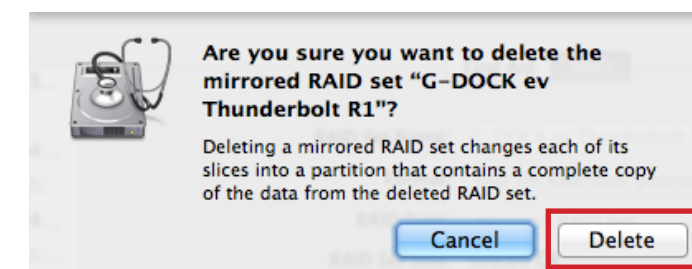 Are you sure you want to delete the
mirrored RAID set “G-DOCK ev
Thunderbolt R1”?
Deleting a mirrored RAID set changes each of its
slices into a partition that contains a complete copy
of the data from the deleted RAID set.
Cancel Delete